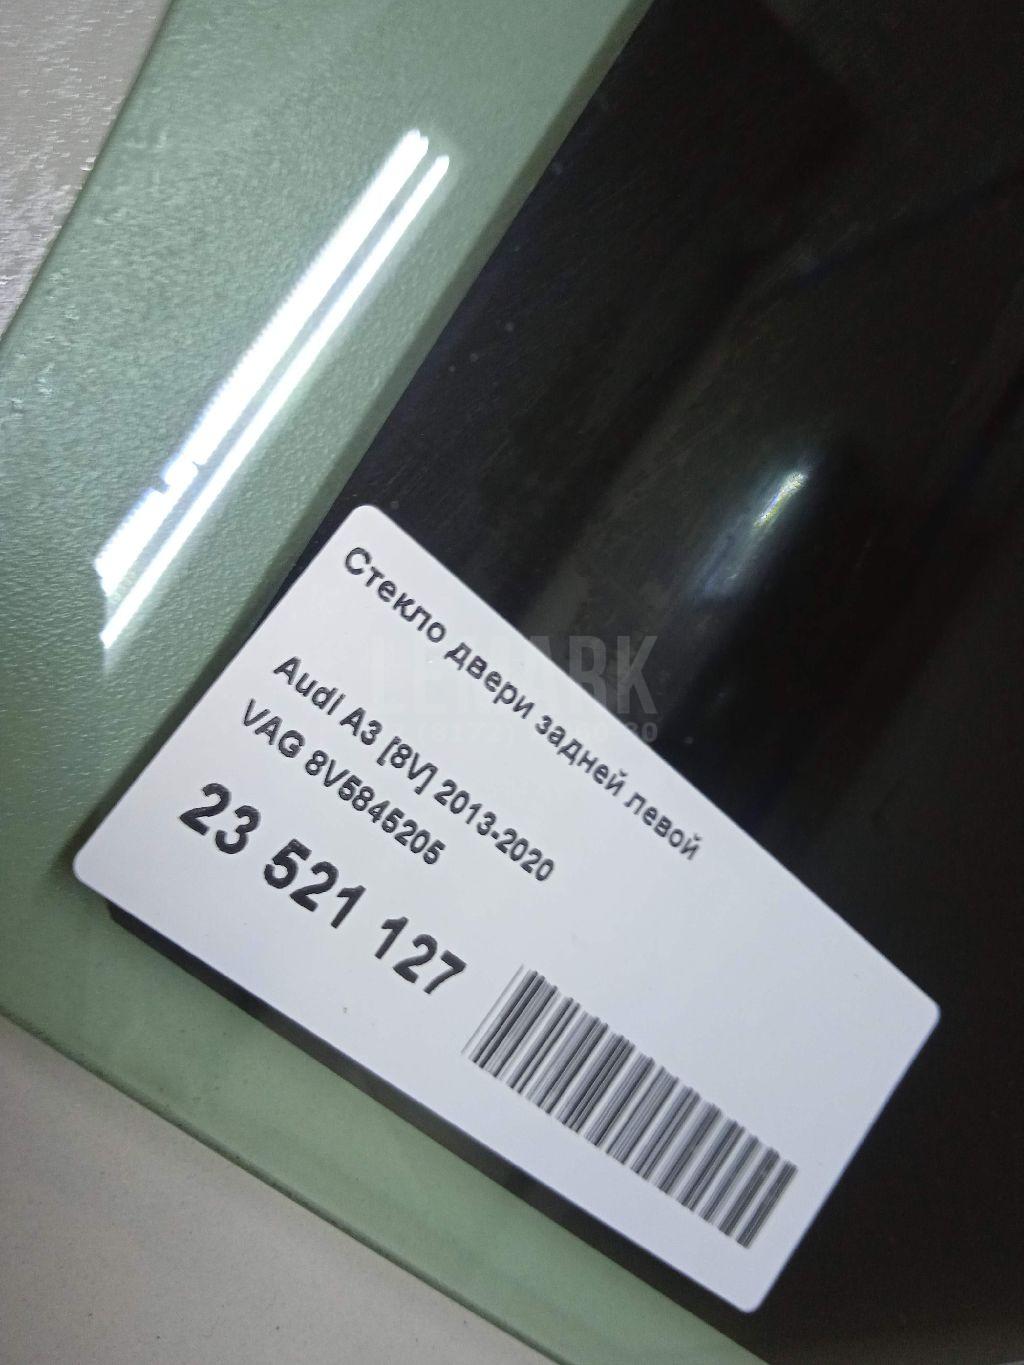 Стекло двери задней левой
Audi A3 [8V] 2013-2020
VAG 8V5845205
23 521 127